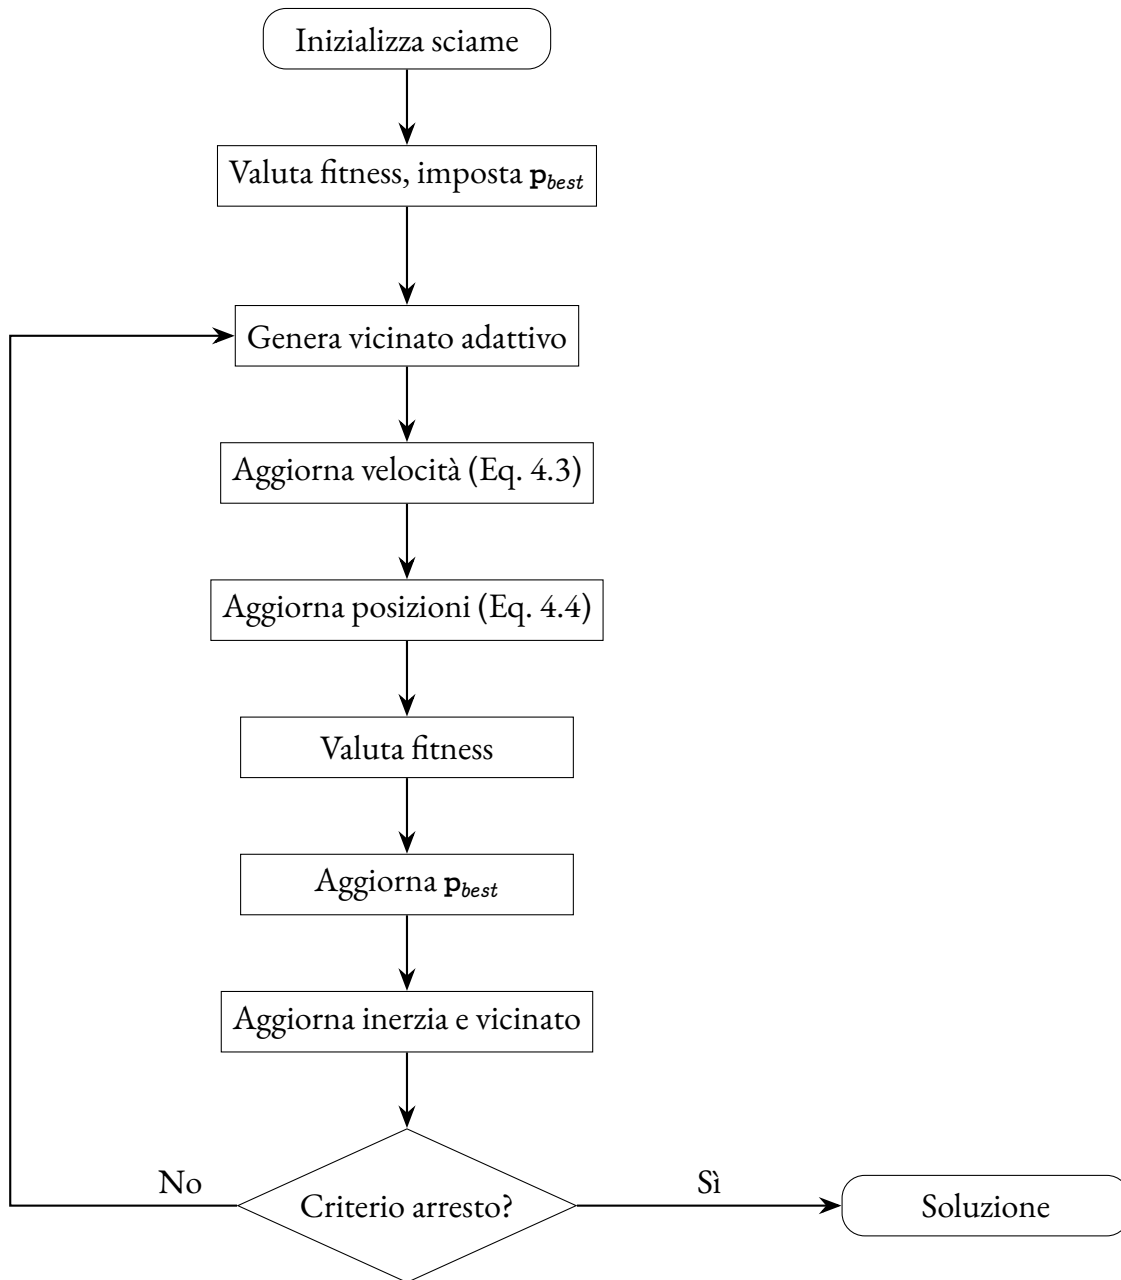 Inizializza sciame
Valuta fitness, imposta p_best
Genera vicinato adattivo
Aggiorna velocità (Eq. 4.3)
Aggiorna posizioni (Eq. 4.4)
Valuta fitness
Aggiorna p_best
Aggiorna inerzia e vicinato
No
Criterio arresto?
Sì
Soluzione